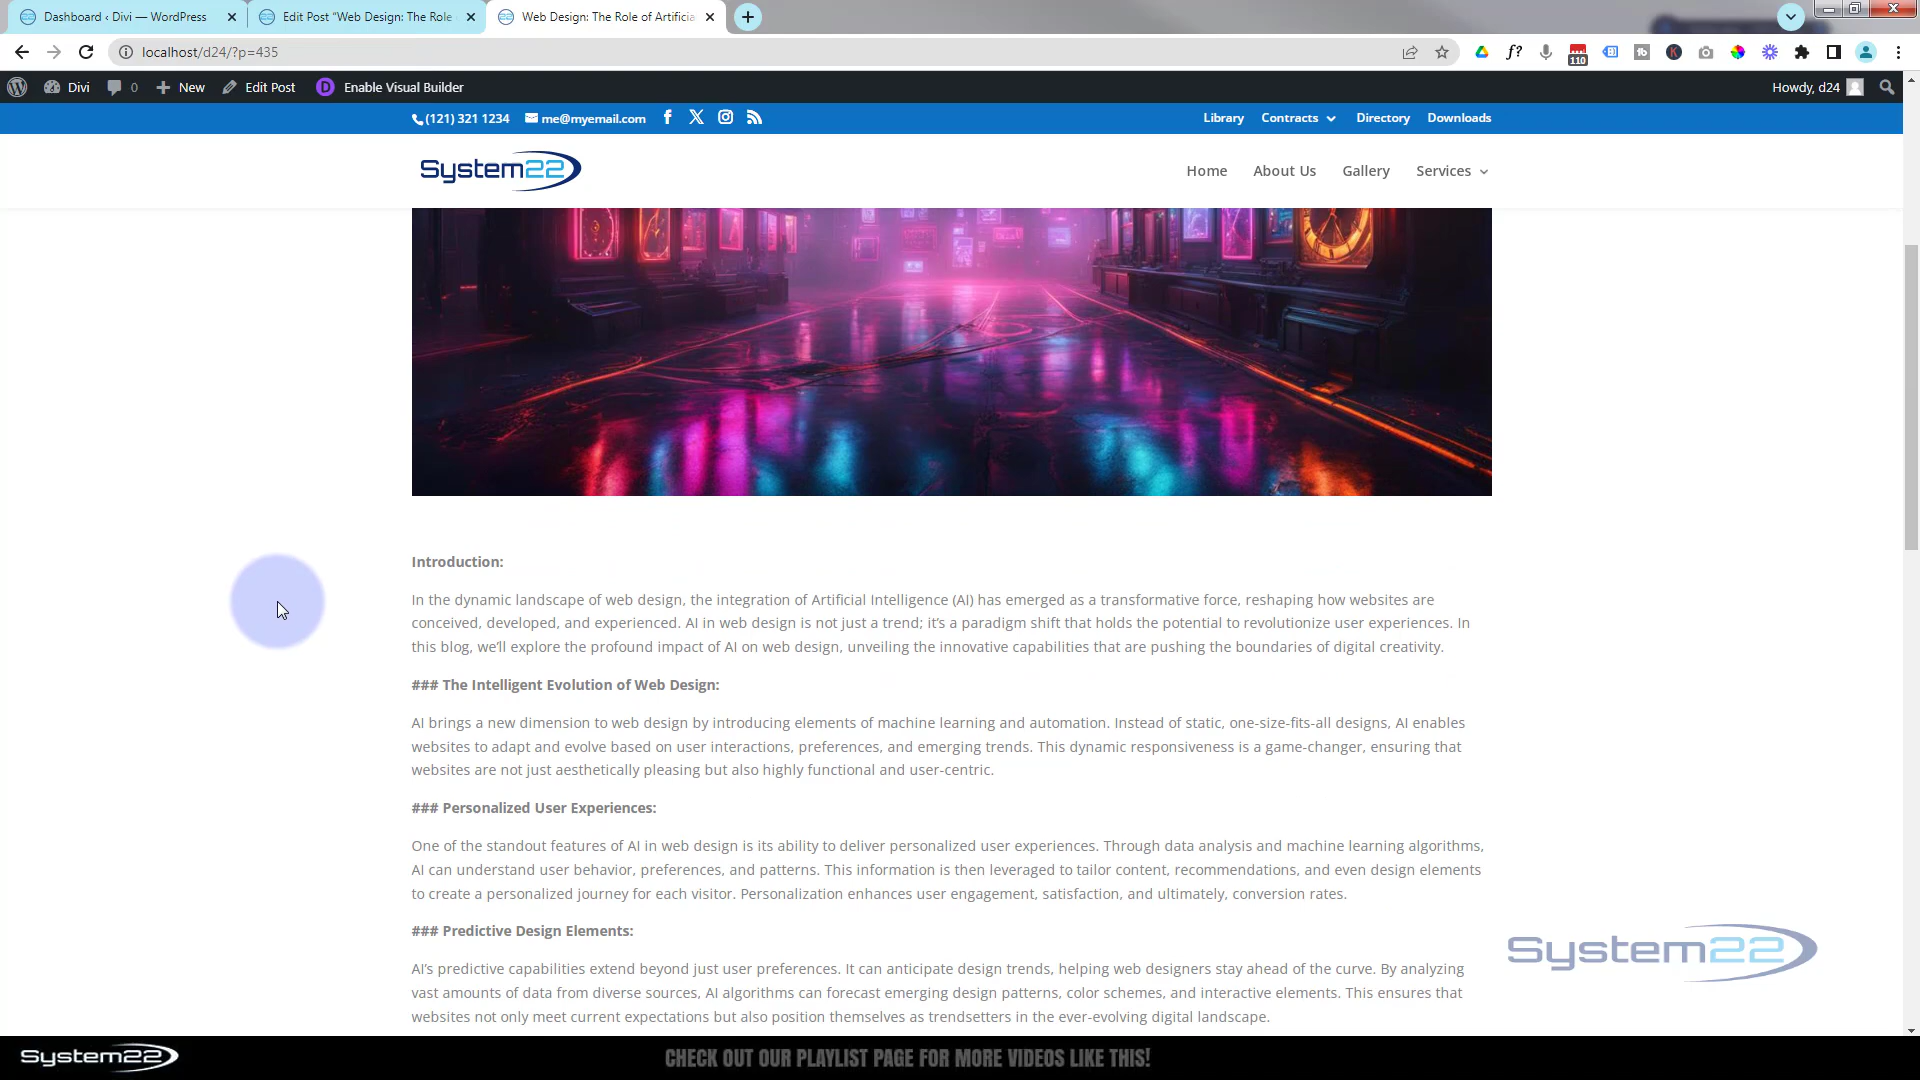 Dashboard ‹ Divi — WordPress
Edit Post "Web Design: The Role
Web Design: The Role of Artificia
localhost/d24/?p=435
f?
110
Divi
0
New
Edit Post
D
Enable Visual Builder
Howdy, d24
(121) 321 1234
me@myemail.com
Library
Contracts
Directory
Downloads
System22
Home
About Us
Gallery
Services
Introduction:
In the dynamic landscape of web design, the integration of Artificial Intelligence (AI) has emerged as a transformative force, reshaping how websites are
conceived, developed, and experienced. AI in web design is not just a trend; it's a paradigm shift that holds the potential to revolutionize user experiences. In
this blog, we'll explore the profound impact of AI on web design, unveiling the innovative capabilities that are pushing the boundaries of digital creativity.
### The Intelligent Evolution of Web Design:
AI brings a new dimension to web design by introducing elements of machine learning and automation. Instead of static, one-size-fits-all designs, AI enables
websites to adapt and evolve based on user interactions, preferences, and emerging trends. This dynamic responsiveness is a game-changer, ensuring that
websites are not just aesthetically pleasing but also highly functional and user-centric.
### Personalized User Experiences:
One of the standout features of AI in web design is its ability to deliver personalized user experiences. Through data analysis and machine learning algorithms,
AI can understand user behavior, preferences, and patterns. This information is then leveraged to tailor content, recommendations, and even design elements
to create a personalized journey for each visitor. Personalization enhances user engagement, satisfaction, and ultimately, conversion rates.
### Predictive Design Elements:
AI's predictive capabilities extend beyond just user preferences. It can anticipate design trends, helping web designers stay ahead of the curve. By analyzing
vast amounts of data from diverse sources, AI algorithms can forecast emerging design patterns, color schemes, and interactive elements. This ensures that
websites not only meet current expectations but also position themselves as trendsetters in the ever-evolving digital landscape.
System22
System22
CHECK OUT OUR PLAYLIST PAGE FOR MORE VIDEOS LIKE THIS!